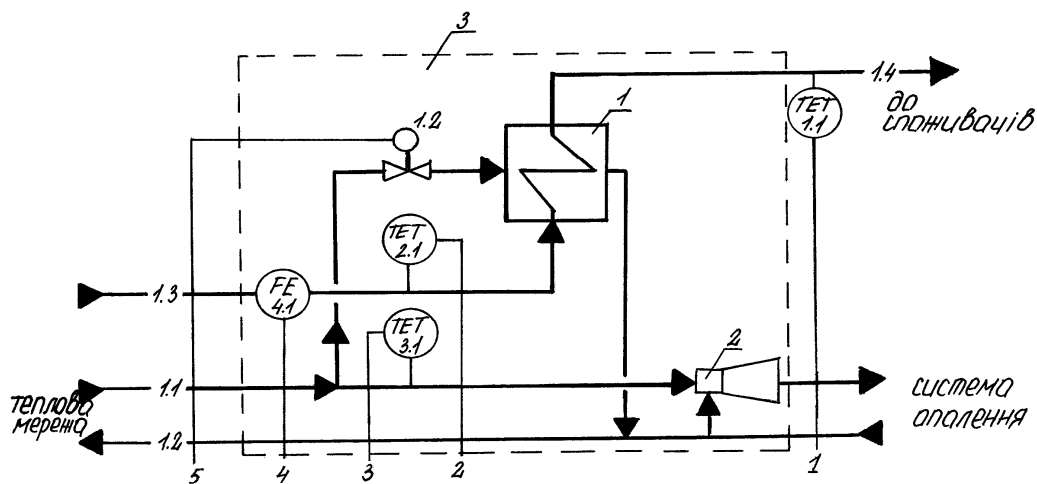 3
1.4
до
споживачів
TET
1.1
1
1.2
TET
2.1
1.3
FE
4.1
TET
3.1
2
1.1
теплова
мережа
1.2
система
опалення
5
4
3
2
1